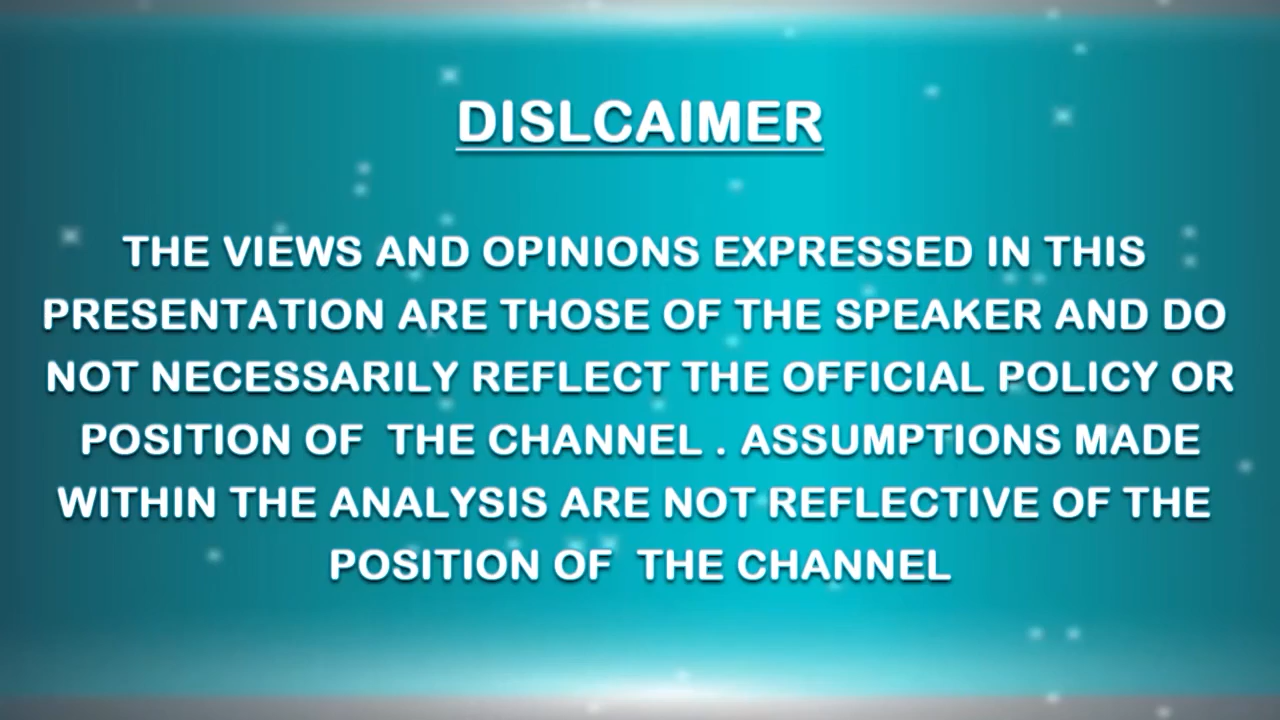 DISLCAIMER
THE VIEWS AND OPINIONS EXPRESSED IN THIS
PRESENTATION ARE THOSE OF THE SPEAKER AND DO
NOT NECESSARILY REFLECT THE OFFICIAL POLICY OR
POSITION OF  THE CHANNEL . ASSUMPTIONS MADE
WITHIN THE ANALYSIS ARE NOT REFLECTIVE OF THE
POSITION OF  THE CHANNEL